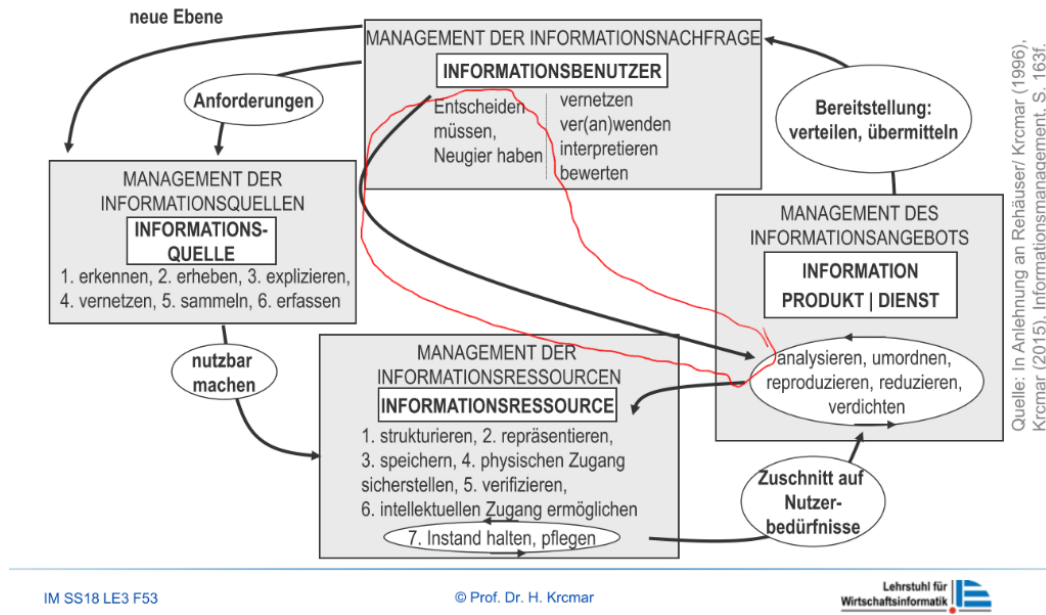 neue Ebene
MANAGEMENT DER INFORMATIONSNACHFRAGE
INFORMATIONSBENUTZER
Entscheiden
müssen,
Neugier haben
vernetzen
ver(an)wenden
interpretieren
bewerten
Anforderungen
Bereitstellung:
verteilen, übermitteln
MANAGEMENT DER
INFORMATIONSQUELLEN
INFORMATIONS-
QUELLE
1. erkennen, 2. erheben, 3. explizieren,
4. vernetzen, 5. sammeln, 6. erfassen
MANAGEMENT DES
INFORMATIONSANGEBOTS
INFORMATION
PRODUKT | DIENST
analysieren, umordnen,
reproduzieren, reduzieren,
verdichten
nutzbar
machen
MANAGEMENT DER
INFORMATIONSRESSOURCEN
INFORMATIONSRESSOURCE
1. strukturieren, 2. repräsentieren,
3. speichern, 4. physischen Zugang
sicherstellen, 5. verifizieren,
6. intellektuellen Zugang ermöglichen
7. Instand halten, pflegen
Zuschnitt auf
Nutzer-
bedürfnisse
Quelle: In Anlehnung an Rehäuser/ Krcmar (1996),
Krcmar (2015). Informationsmanagement. S. 163f.
IM SS18 LE3 F53
© Prof. Dr. H. Krcmar
Lehrstuhl für
Wirtschaftsinformatik